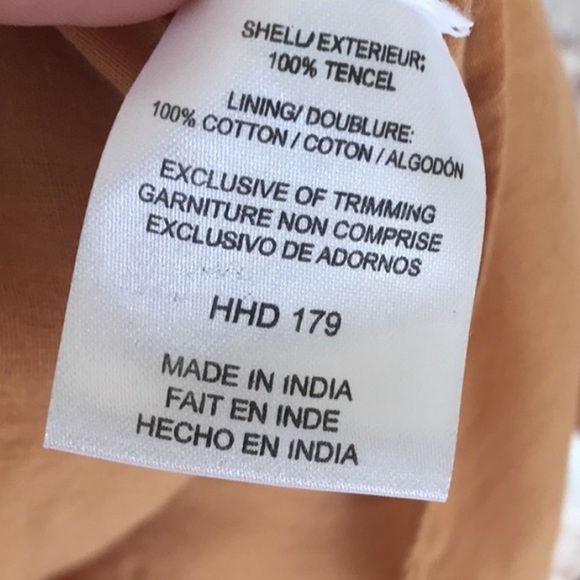 SHELL/ EXTERIEUR:
100% TENCEL
LINING/ DOUBLURE:
100% COTTON / COTON / ALGODÓN
EXCLUSIVE OF TRIMMING
GARNITURE NON COMPRISE
EXCLUSIVO DE ADORNOS
HHD 179
MADE IN INDIA
FAIT EN INDE
HECHO EN INDIA